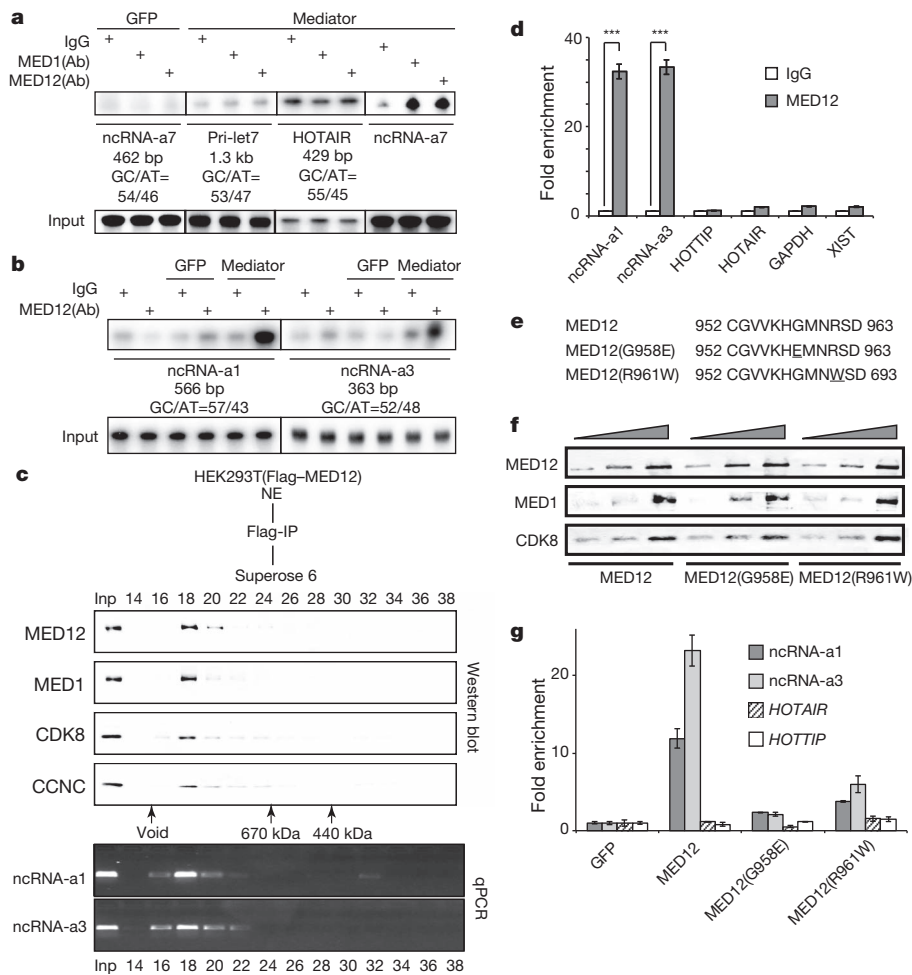 a
GFP Mediator
IgG + + + +
MED1(Ab) + + + +
MED12(Ab) + + + +
ncRNA-a7 Pri-let7 HOTAIR ncRNA-a7
462 bp 1.3 kb 429 bp
GC/AT= GC/AT= GC/AT=
54/46 53/47 55/45
Input
b
GFP Mediator GFP Mediator
IgG + + + + + +
MED12(Ab) + + + + + +
ncRNA-a1 ncRNA-a3
566 bp 363 bp
GC/AT=57/43 GC/AT=52/48
Input
c
HEK293T(Flag–MED12)
NE
Flag-IP
Superose 6
Inp 14 16 18 20 22 24 26 28 30 32 34 36 38
MED12
MED1
CDK8
CCNC
Western blot
Void 670 kDa 440 kDa
ncRNA-a1
ncRNA-a3
qPCR
Inp 14 16 18 20 22 24 26 28 30 32 34 36 38
d
Fold enrichment
40
20
0
*** ***
IgG
MED12
ncRNA-a1 ncRNA-a3 HOTTIP HOTAIR GAPDH XIST
e
MED12 952 CGVVKHGMNRSD 963
MED12(G958E) 952 CGVVKHEMNRSD 963
MED12(R961W) 952 CGVVKHGMNWSD 693
f
MED12
MED1
CDK8
MED12 MED12(G958E) MED12(R961W)
g
Fold enrichment
20
10
0
ncRNA-a1
ncRNA-a3
HOTAIR
HOTTIP
GFP MED12 MED12(G958E) MED12(R961W)